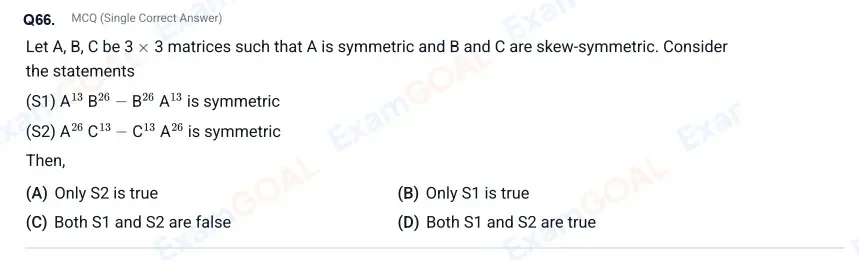 Q66. MCQ (Single Correct Answer)
Let A, B, C be 3 × 3 matrices such that A is symmetric and B and C are skew-symmetric. Consider
the statements
(S1) A¹³ B²⁶ − B²⁶ A¹³ is symmetric
(S2) A²⁶ C¹³ − C¹³ A²⁶ is symmetric
Then,
(A) Only S2 is true (B) Only S1 is true
(C) Both S1 and S2 are false (D) Both S1 and S2 are true
ExamGOAL